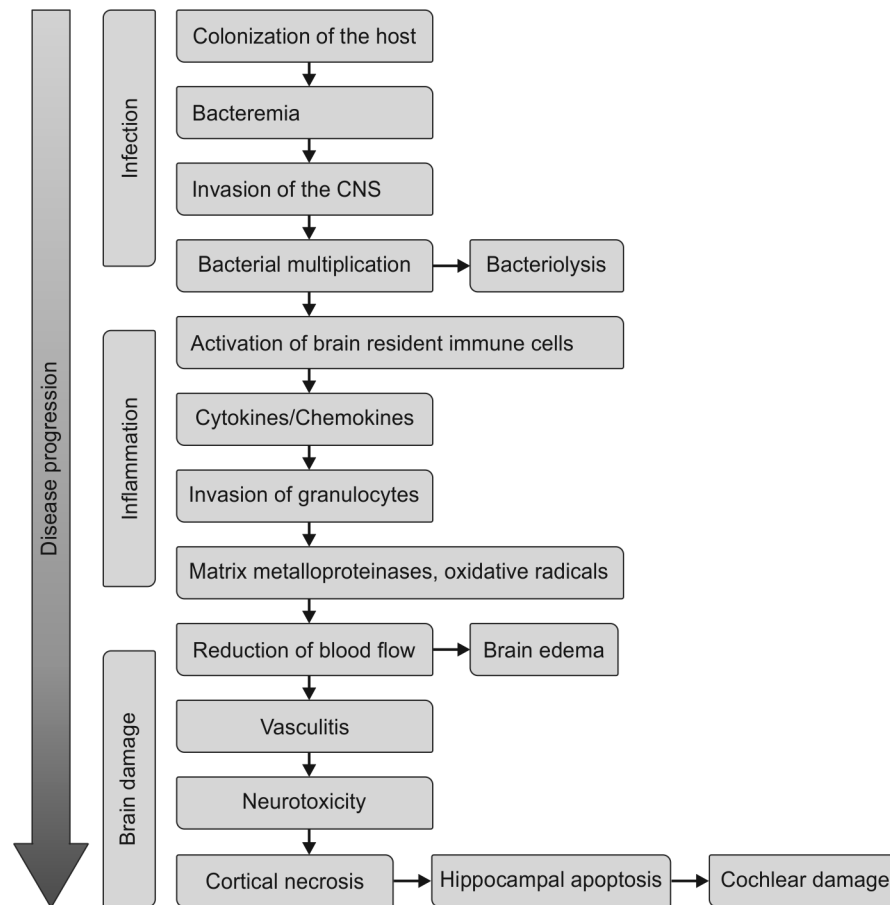 Disease progression
Infection
Colonization of the host
Bacteremia
Invasion of the CNS
Bacterial multiplication
Bacteriolysis
Inflammation
Activation of brain resident immune cells
Cytokines/Chemokines
Invasion of granulocytes
Matrix metalloproteinases, oxidative radicals
Brain damage
Reduction of blood flow
Brain edema
Vasculitis
Neurotoxicity
Cortical necrosis
Hippocampal apoptosis
Cochlear damage